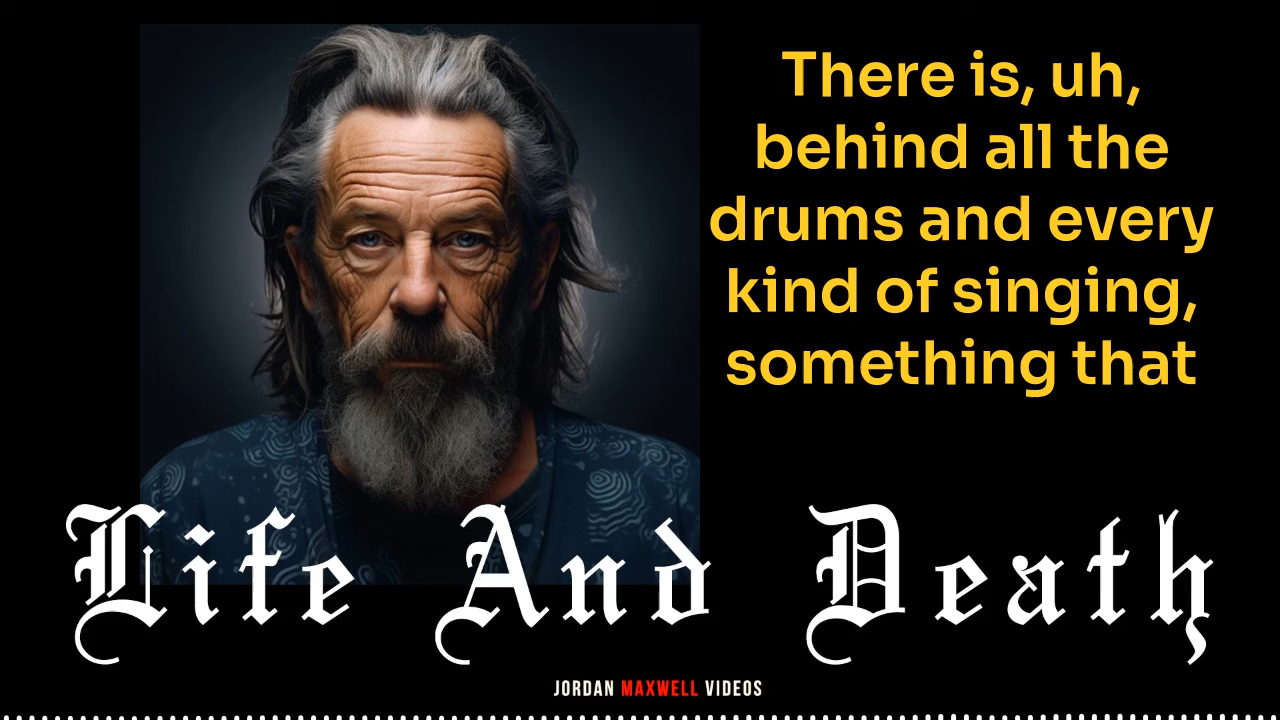 There is, uh,
behind all the
drums and every
kind of singing,
something that
Life And Death
JORDAN MAXWELL VIDEOS